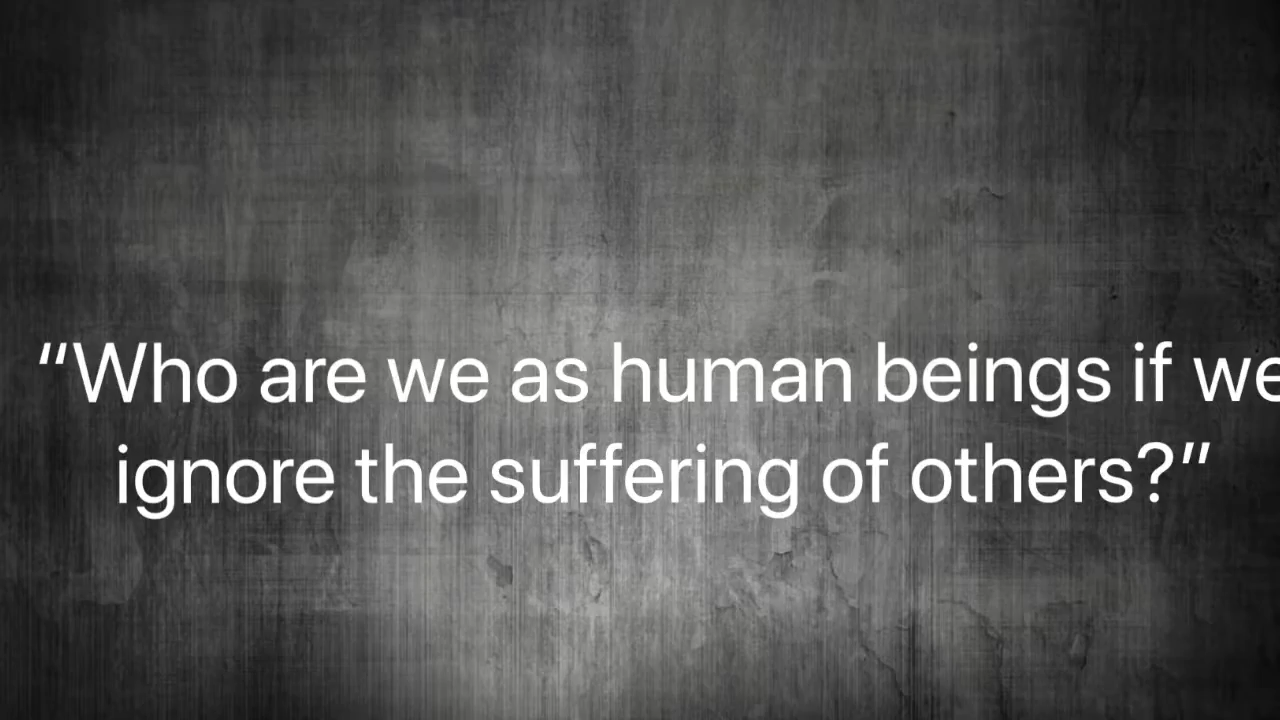 “Who are we as human beings if we
ignore the suffering of others?”